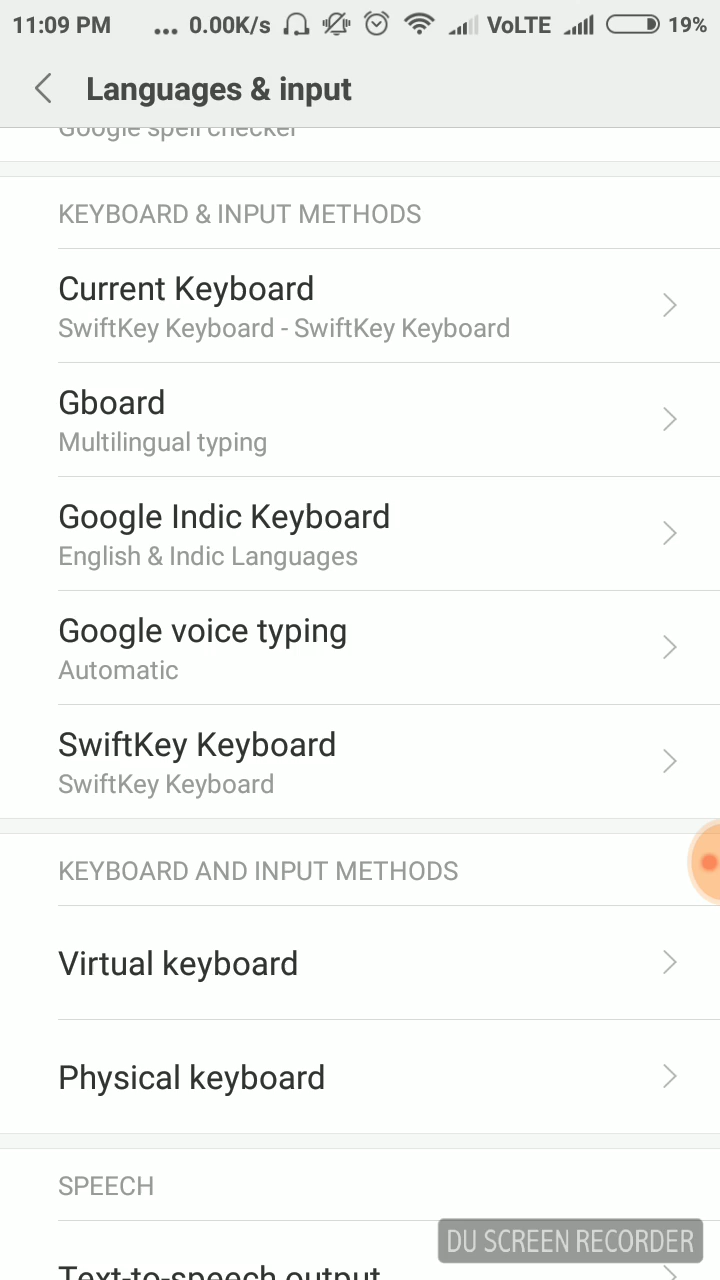 11:09 PM ... 0.00K/s VoLTE 19%
Languages & input
Google spell checker
KEYBOARD & INPUT METHODS
Current Keyboard
SwiftKey Keyboard - SwiftKey Keyboard
Gboard
Multilingual typing
Google Indic Keyboard
English & Indic Languages
Google voice typing
Automatic
SwiftKey Keyboard
SwiftKey Keyboard
KEYBOARD AND INPUT METHODS
Virtual keyboard
Physical keyboard
SPEECH
DU SCREEN RECORDER
Text-to-speech output